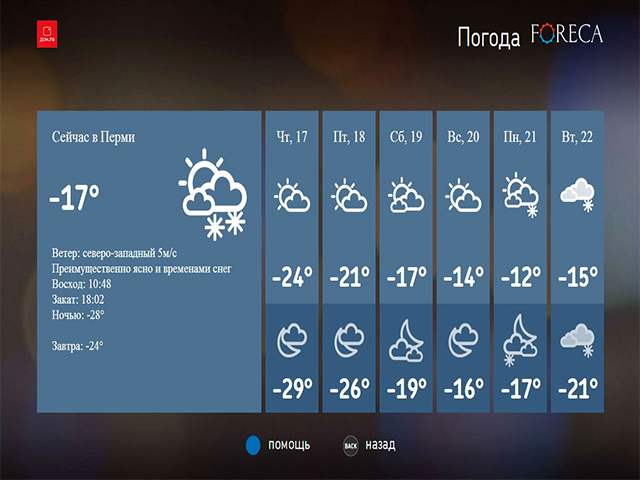 дом.ru
Погода FORECA
Сейчас в Перми
-17°
Ветер: северо-западный 5м/с
Преимущественно ясно и временами снег
Восход: 10:48
Закат: 18:02
Ночью: -28°
Завтра: -24°
Чт, 17 Пт, 18 Сб, 19 Вс, 20 Пн, 21 Вт, 22
-24° -21° -17° -14° -12° -15°
-29° -26° -19° -16° -17° -21°
помощь BACK назад